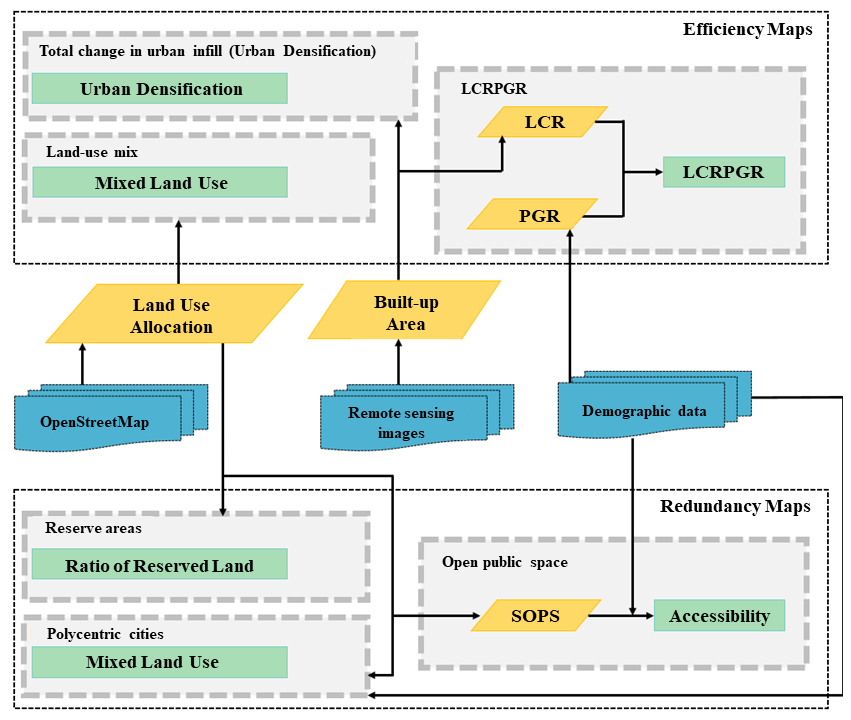 Efficiency Maps
Total change in urban infill (Urban Densification)
Urban Densification
Land-use mix
Mixed Land Use
LCRPGR
LCR
PGR
LCRPGR
Land Use
Allocation
Built-up
Area
OpenStreetMap
Remote sensing
images
Demographic data
Redundancy Maps
Reserve areas
Ratio of Reserved Land
Polycentric cities
Mixed Land Use
Open public space
SOPS
Accessibility